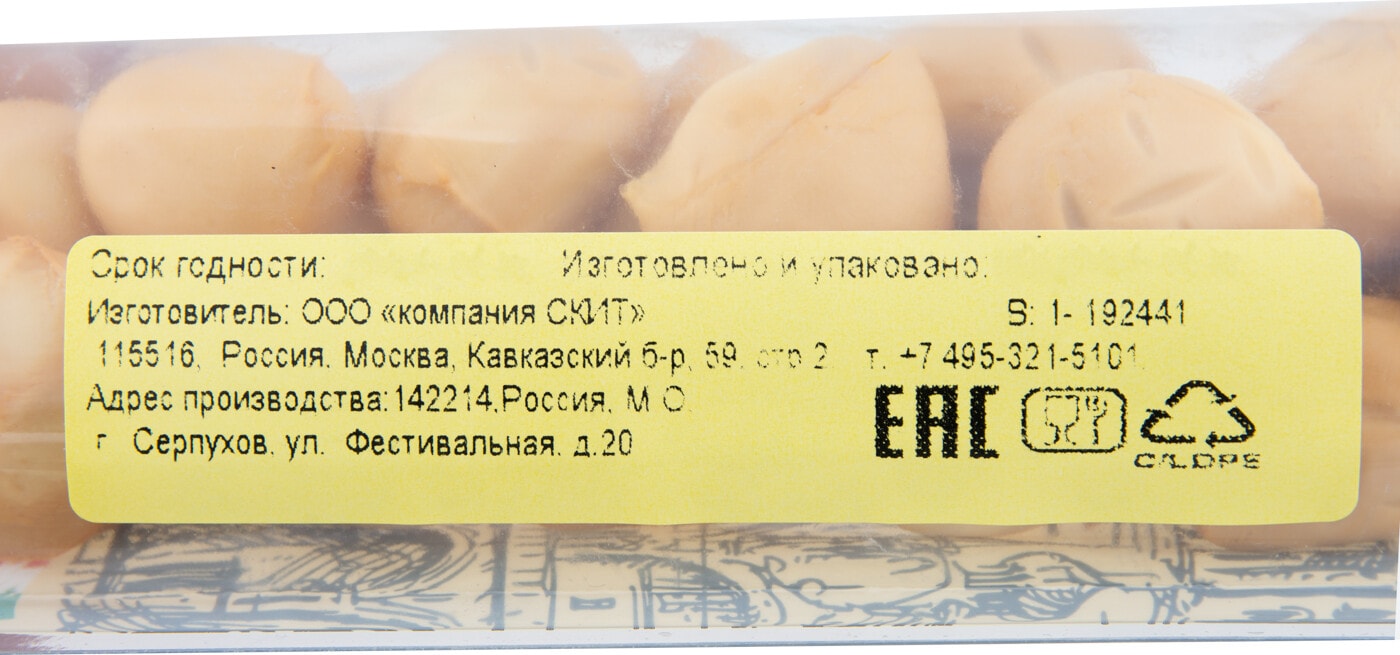 Срок годности: Изготовлено и упаковано:
Изготовитель: ООО «компания СКИТ» S: 1- 192441
115516, Россия, Москва, Кавказский б-р, 59, стр 2 т. +7 495-321-5101,
Адрес производства:142214,Россия, М О,
г Серпухов, ул. Фестивальная, д.20
EAC
C/LDPE